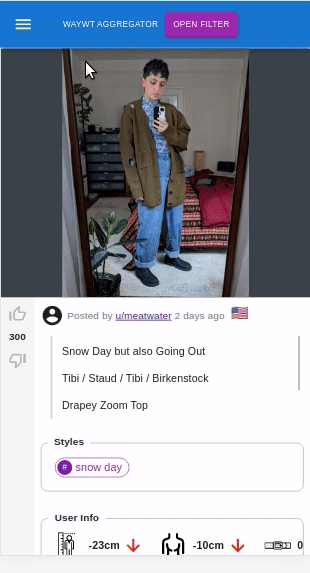 WAYWT AGGREGATOR OPEN FILTER
Posted by u/meatwater 2 days ago
300
Snow Day but also Going Out
Tibi / Staud / Tibi / Birkenstock
Drapey Zoom Top
Styles
# snow day
User Info
-23cm -10cm 0